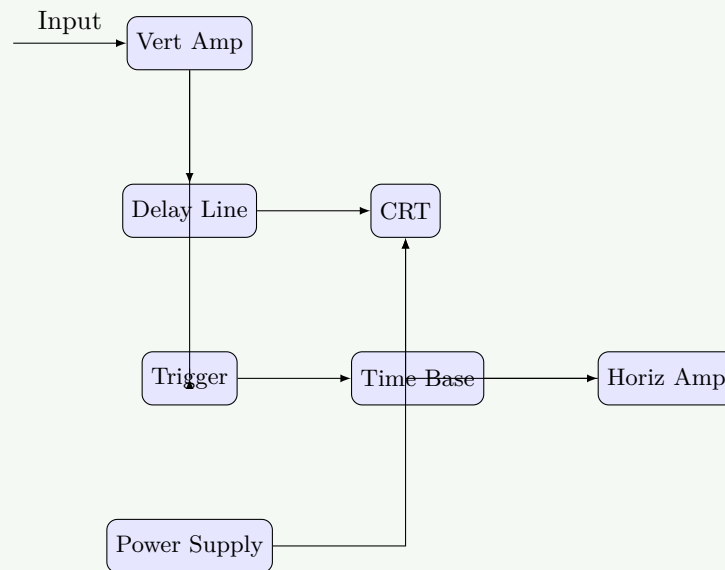 Input
Vert Amp
Delay Line
CRT
Trigger
Time Base
Horiz Amp
Power Supply